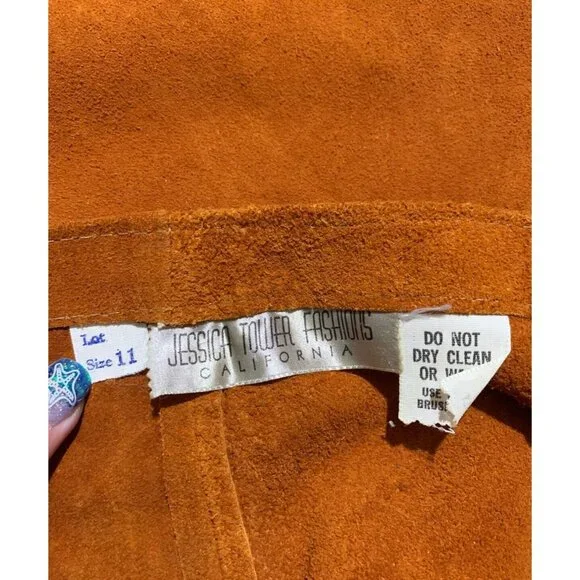 Lot
Size 11
JESSICA TOWER FASHIONS
CALIFORNIA
DO NOT
DRY CLEAN
OR
USE